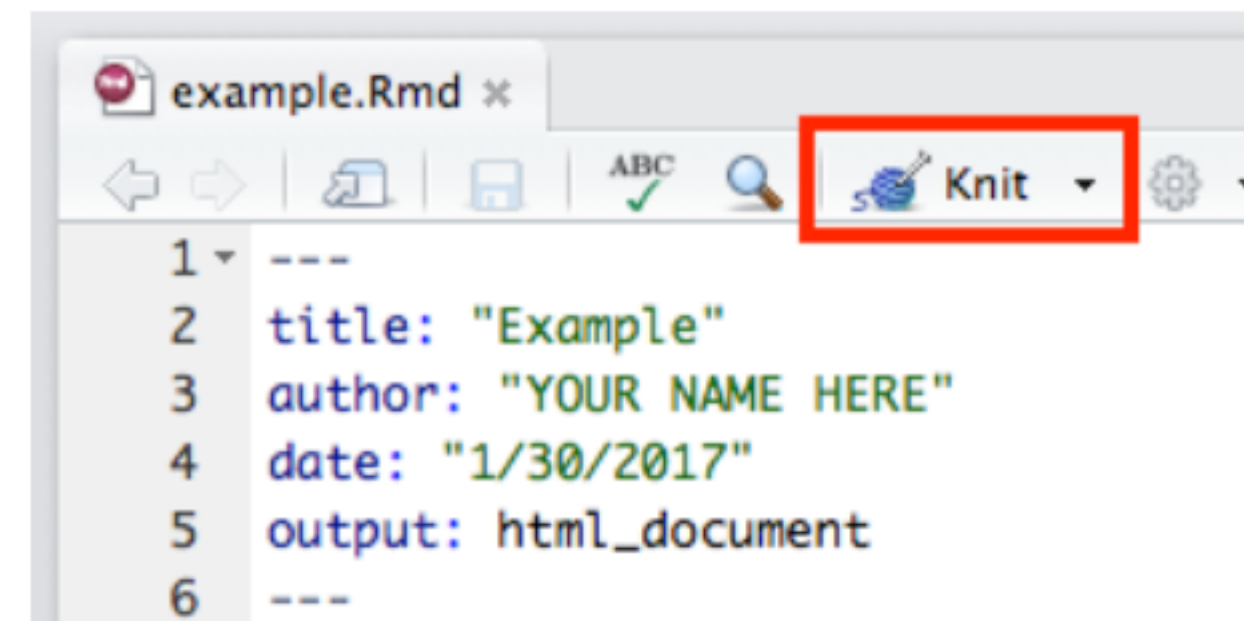 example.Rmd
ABC Knit
1 ---
2 title: "Example"
3 author: "YOUR NAME HERE"
4 date: "1/30/2017"
5 output: html_document
6 ---